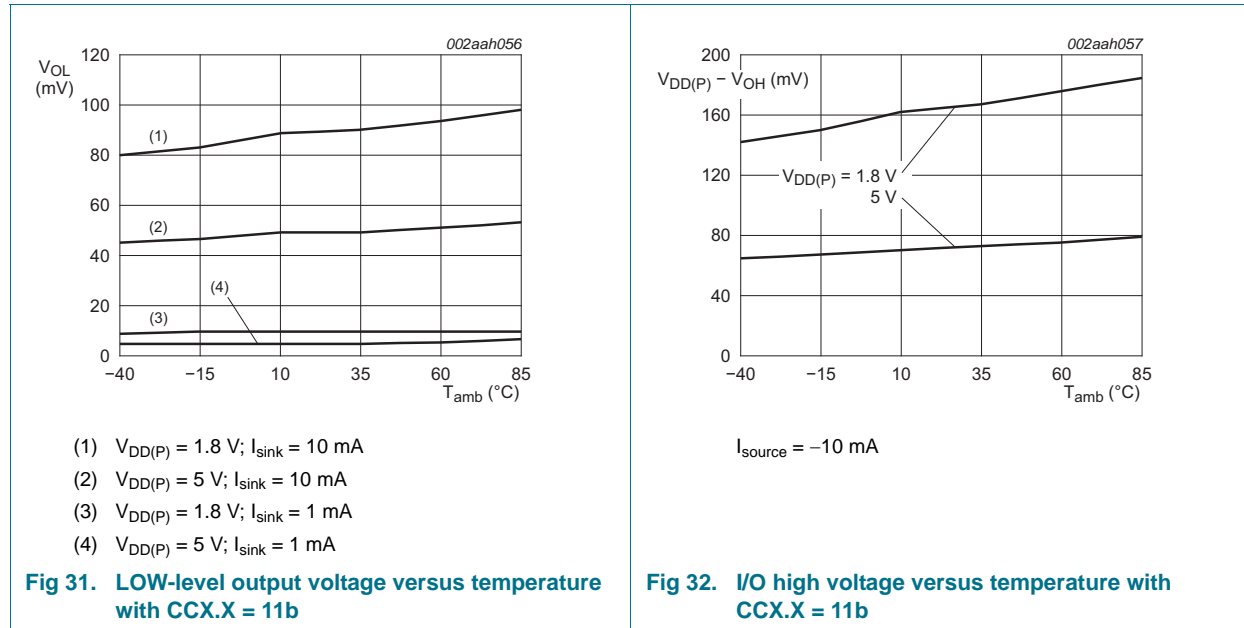 002aah056
VOL
(mV)
120
100
80
60
40
20
0
(1)
(2)
(4)
(3)
−40 −15 10 35 60 85
Tamb (°C)
(1) VDD(P) = 1.8 V; Isink = 10 mA
(2) VDD(P) = 5 V; Isink = 10 mA
(3) VDD(P) = 1.8 V; Isink = 1 mA
(4) VDD(P) = 5 V; Isink = 1 mA
Fig 31. LOW-level output voltage versus temperature
with CCX.X = 11b
002aah057
200
VDD(P) − VOH (mV)
160
120
80
40
0
VDD(P) = 1.8 V
5 V
−40 −15 10 35 60 85
Tamb (°C)
Isource = −10 mA
Fig 32. I/O high voltage versus temperature with
CCX.X = 11b